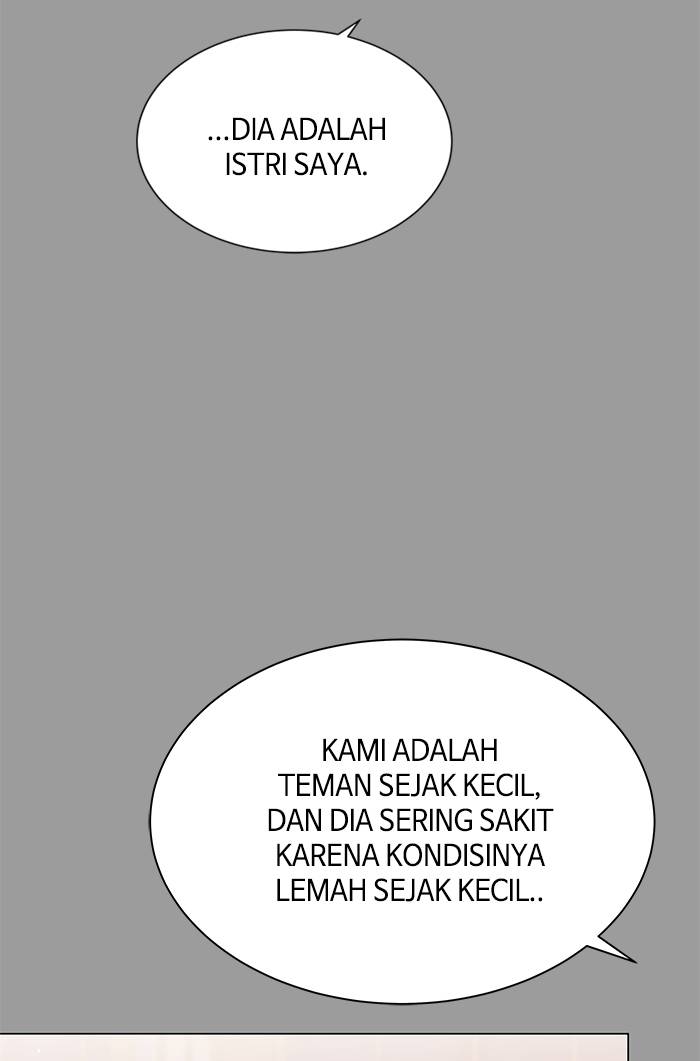 ...DIA ADALAH
ISTRI SAYA.
KAMI ADALAH
TEMAN SEJAK KECIL,
DAN DIA SERING SAKIT
KARENA KONDISINYA
LEMAH SEJAK KECIL..